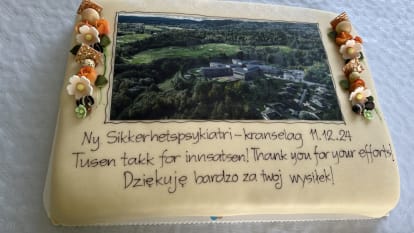 Ny Sikkerhetspsykiatri-kranselag 11.12.24
Tusen takk for innsatsen! Thank you for your efforts!
Dziękuję bardzo za twój wysiłek!